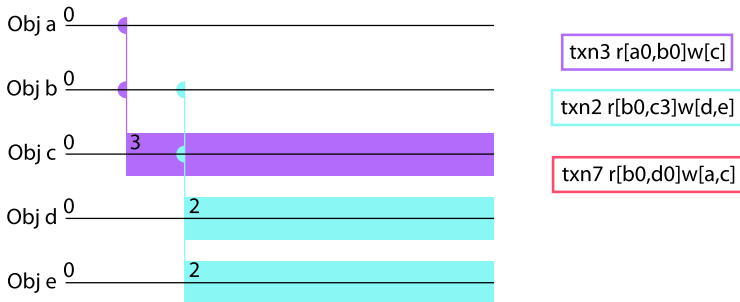 Obj a 0
txn3 r[a0,b0]w[c]
Obj b 0
txn2 r[b0,c3]w[d,e]
Obj c 0 3
txn7 r[b0,d0]w[a,c]
Obj d 0 2
Obj e 0 2